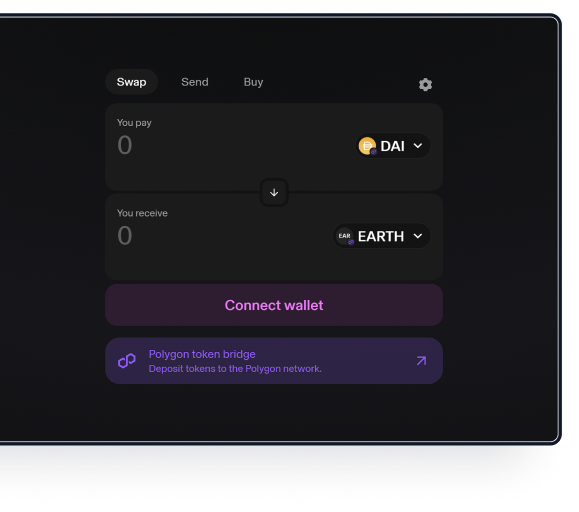 Swap Send Buy
You pay
0
DAI
You receive
0
EAR EARTH
Connect wallet
Polygon token bridge
Deposit tokens to the Polygon network.